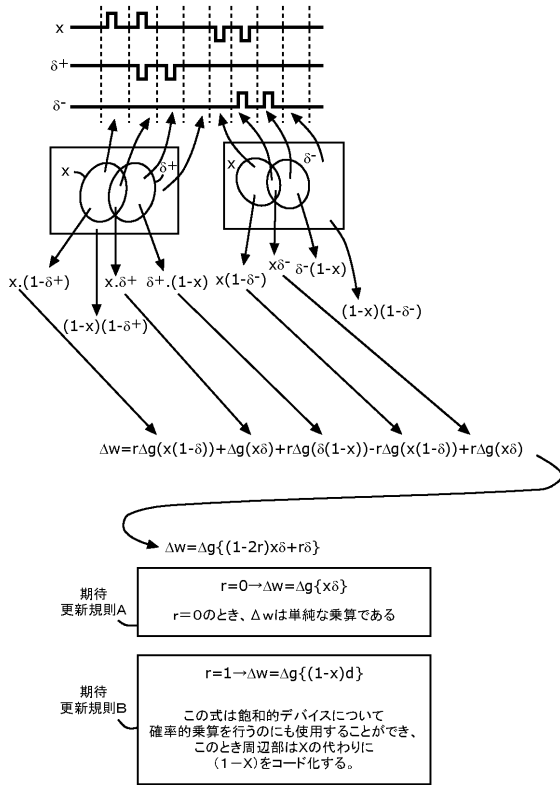 x
δ+
δ-
x
δ+
x
δ-
x.(1-δ+)
x.δ+
δ+.(1-x)
x(1-δ-)
xδ-
δ-(1-x)
(1-x)(1-δ+)
(1-x)(1-δ-)
Δw=rΔg(x(1-δ))+Δg(xδ)+rΔg(δ(1-x))-rΔg(x(1-δ))+rΔg(xδ)
Δw=Δg{(1-2r)xδ+rδ}
期待
更新規則A
r=0→Δw=Δg{xδ}
r＝0のとき、Δwは単純な乗算である
期待
更新規則B
r=1→Δw=Δg{(1-x)d}
この式は飽和的デバイスについて
確率的乗算を行うのにも使用することができ、
このとき周辺部はXの代わりに
(1－X)をコード化する。